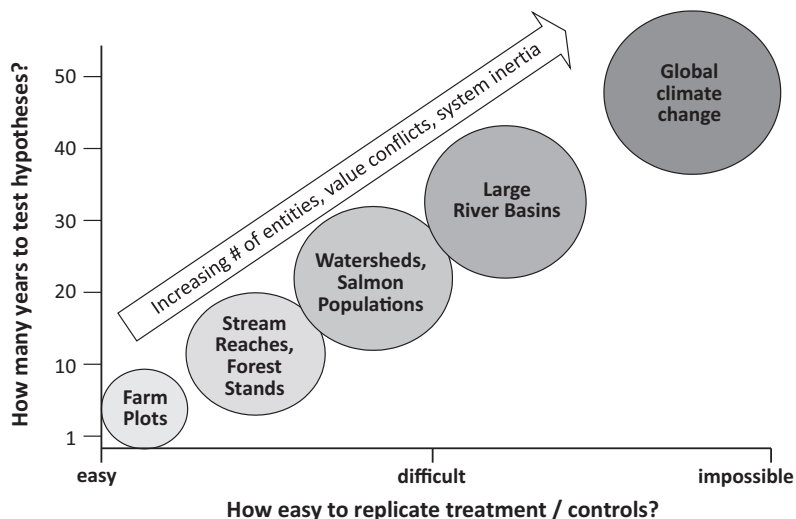 How many years to test hypotheses?
50
40
30
20
10
1
Increasing # of entities, value conflicts, system inertia
Global
climate
change
Large
River Basins
Watersheds,
Salmon
Populations
Stream
Reaches,
Forest
Stands
Farm
Plots
easy
difficult
impossible
How easy to replicate treatment / controls?